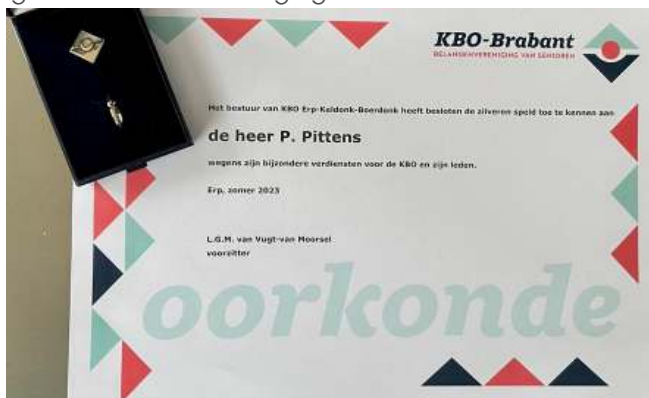 KBO-Brabant
BELANGENVERENIGING VAN SENIOREN
Het bestuur van KBO Erp-Keldonk-Boerdonk heeft besloten de zilveren speld toe te kennen aan
de heer P. Pittens
wegens zijn bijzondere verdiensten voor de KBO en zijn leden.
Erp, zomer 2023
L.G.M. van Vugt-van Moorsel
voorzitter
oorkonde